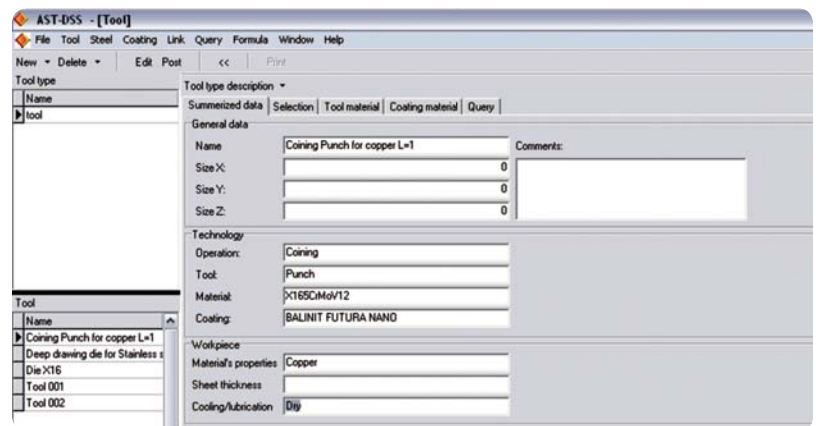 AST-DSS - [Tool]
File Tool Steel Coating Link Query Formula Window Help
New Delete Edit Post << Print
Tool type
Name
tool
Tool
Name
Coining Punch for copper L=1
Deep drawing die for Stainless s
Die X16
Tool 001
Tool 002
Tool type description
Summerized data Selection Tool material Coating material Query
General data
Name Coining Punch for copper L=1 Comments:
Size X: 0
Size Y: 0
Size Z: 0
Technology
Operation: Coining
Tool: Punch
Material: X165CrMoV12
Coating: BALINIT FUTURA NANO
Workpiece
Material's properties Copper
Sheet thickness
Cooling/lubrication Dry